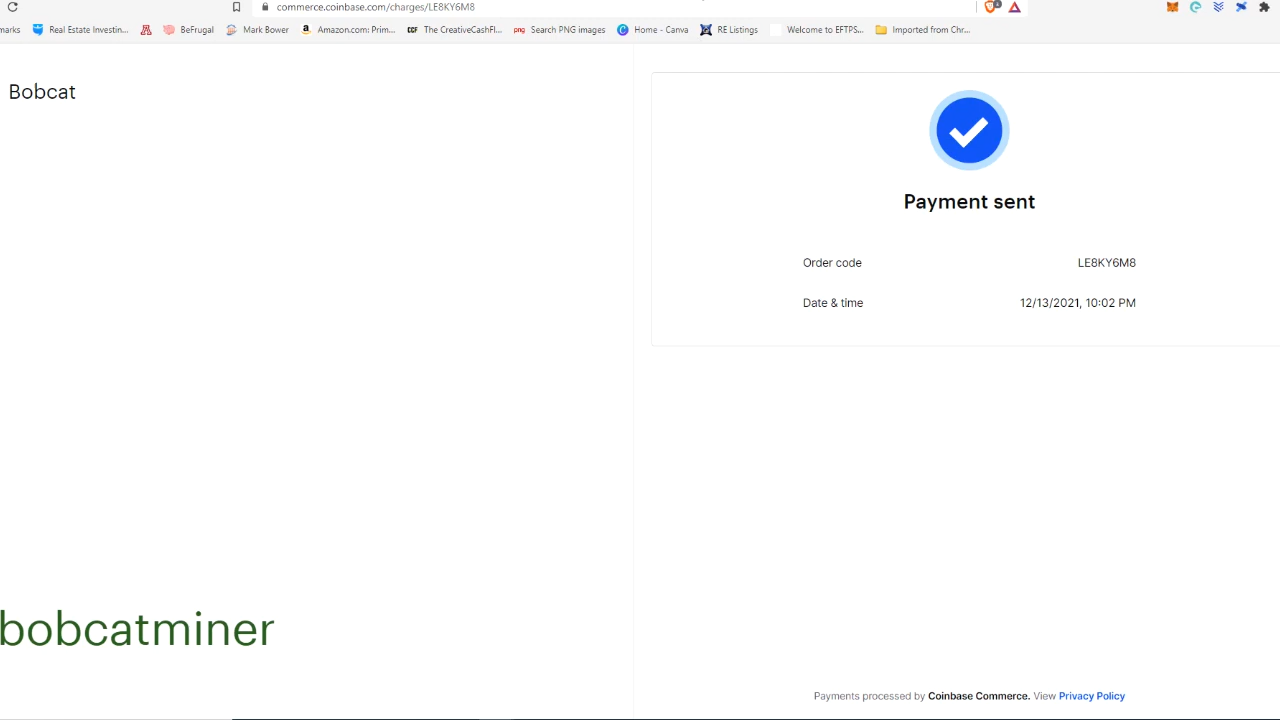 commerce.coinbase.com/charges/LE8KY6M8
marks Real Estate Investin... BeFrugal Mark Bower Amazon.com: Prim... CCF The CreativeCashFl... png Search PNG images Home - Canva RE Listings Welcome to EFTPS... Imported from Chr...
Bobcat
Payment sent
Order code LE8KY6M8
Date & time 12/13/2021, 10:02 PM
bobcatminer
Payments processed by Coinbase Commerce. View Privacy Policy